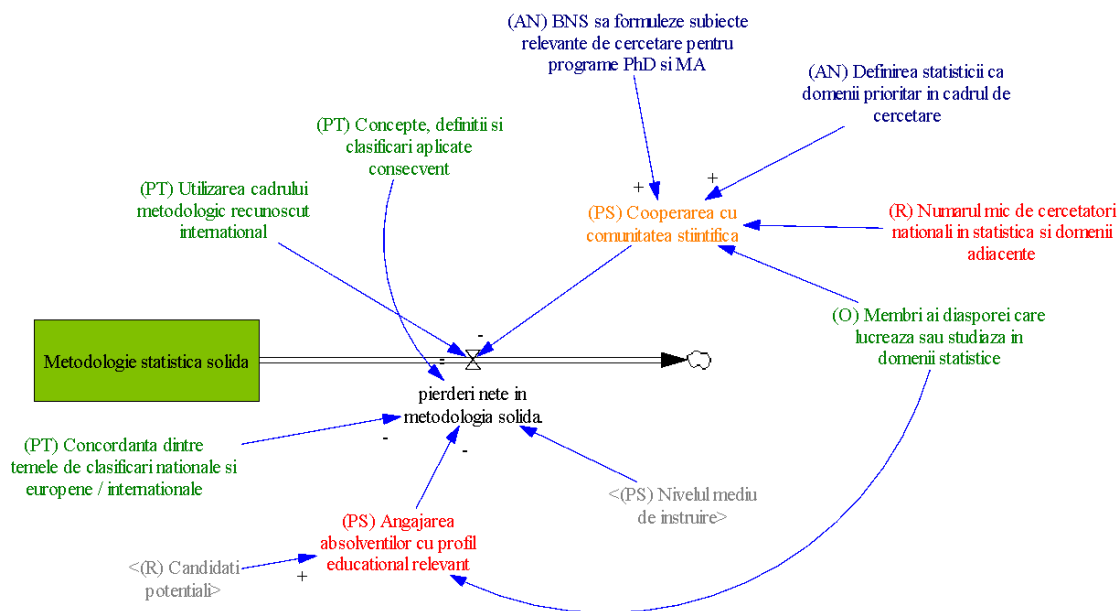 (AN) BNS sa formuleze subiecte
relevante de cercetare pentru
programe PhD si MA
(AN) Definirea statisticii ca
domenii prioritar in cadrul de
cercetare
(PT) Concepte, definitii si
clasificari aplicate
consecvent
(PT) Utilizarea cadrului
metodologic recunoscut
international
+
+
(PS) Cooperarea cu
comunitatea stiintifica
(R) Numarul mic de cercetatori
nationali in statistica si domenii
adiacente
(O) Membri ai diasporei care
lucreaza sau studiaza in
domenii statistice
-
-
Metodologie statistica solida
pierderi nete in
metodologia solida.
-
-
(PT) Concordanta dintre
temele de clasificari nationale si
europene / internationale
<(PS) Nivelul mediu
de instruire>
(PS) Angajarea
absolventilor cu profil
educational relevant
<(R) Candidati
potentiali>
+